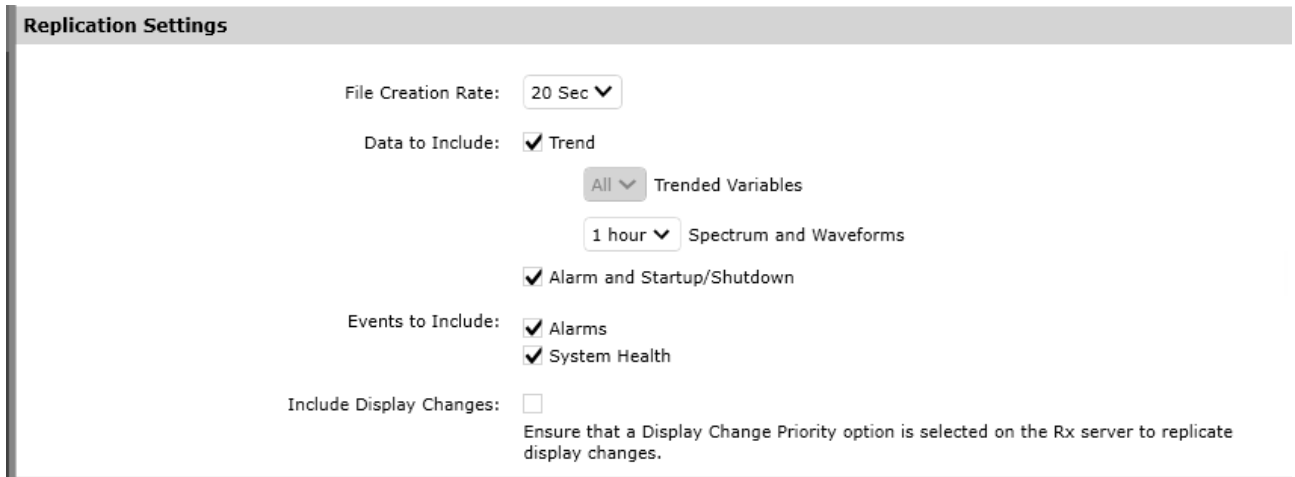 Replication Settings
File Creation Rate: 20 Sec
Data to Include: Trend
All Trended Variables
1 hour Spectrum and Waveforms
Alarm and Startup/Shutdown
Events to Include: Alarms
System Health
Include Display Changes:
Ensure that a Display Change Priority option is selected on the Rx server to replicate
display changes.